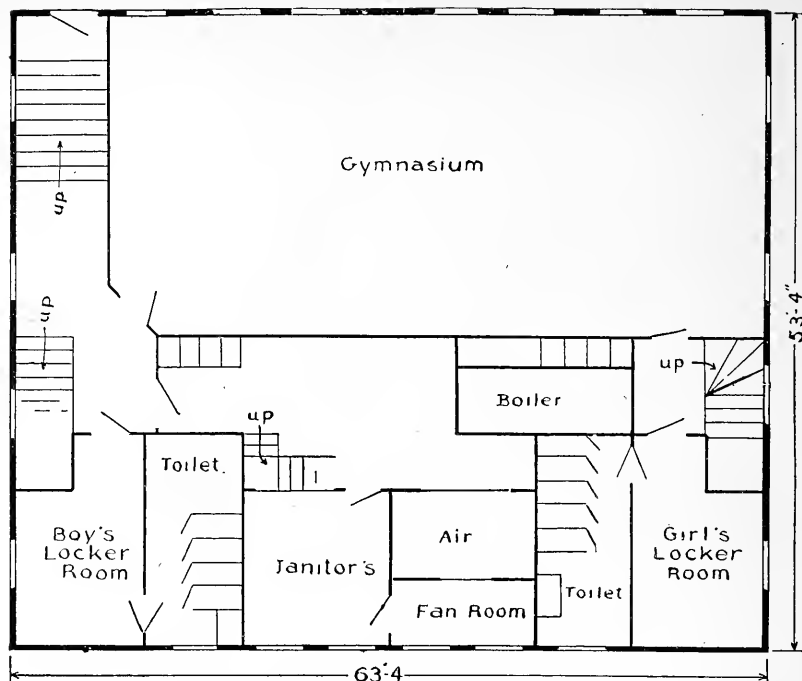 Gymnasium
up
up
53'-4"
up
Boiler
up
Toilet
Boy's
Locker
Room
Janitor's
Air
Fan Room
Toilet
Girl's
Locker
Room
63'-4